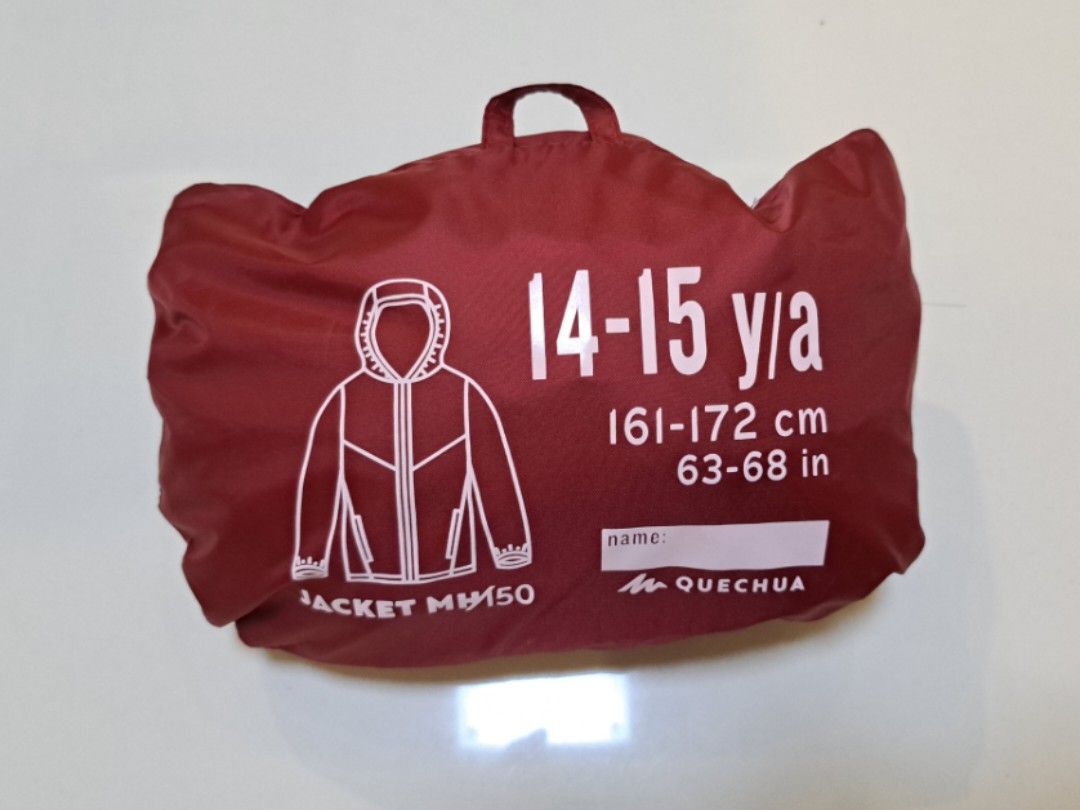 14-15 y/a
161-172 cm
63-68 in
name:
QUECHUA
JACKET MH150